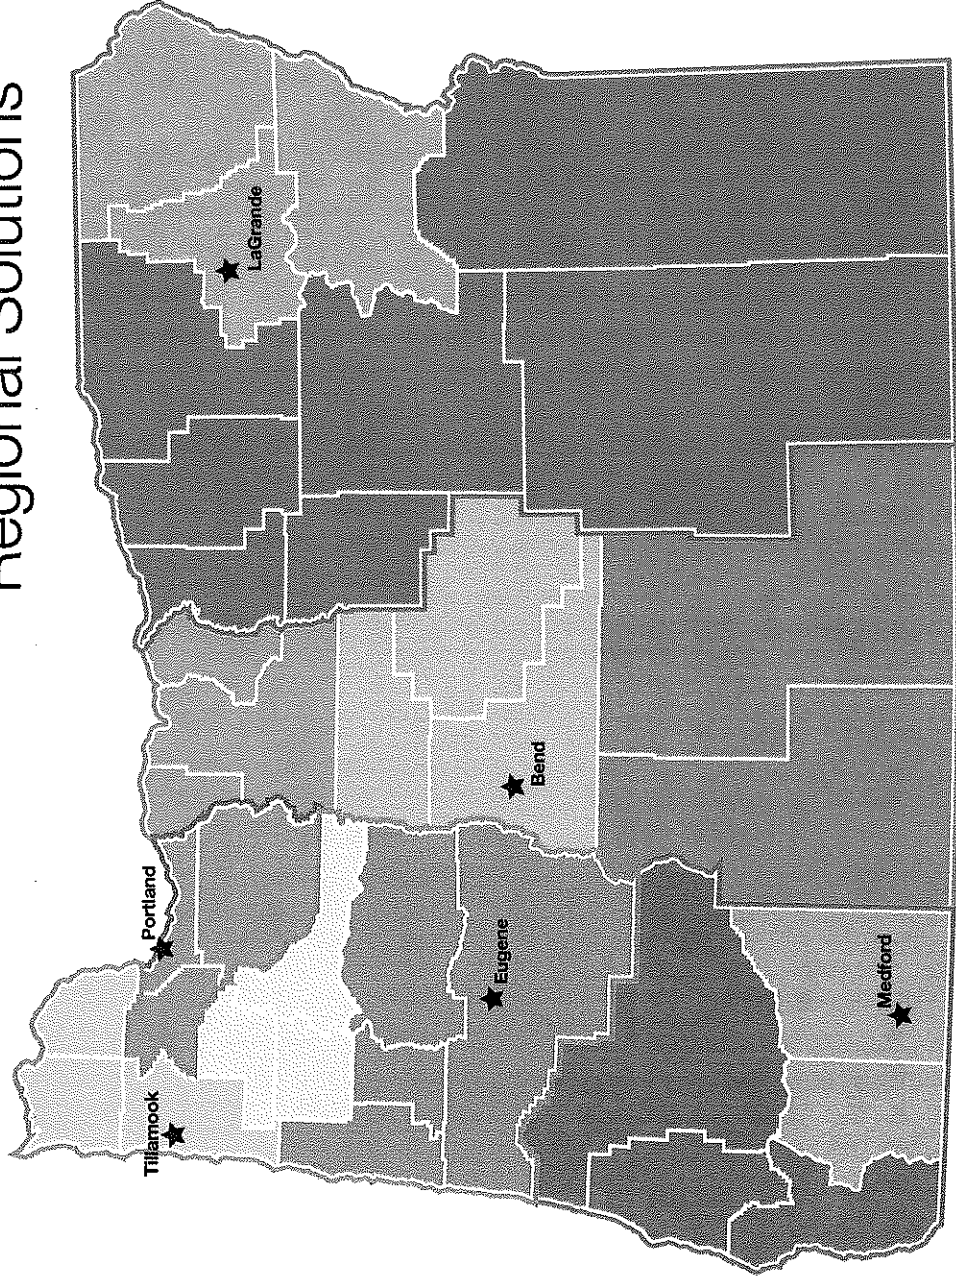 Regional Solutions
LaGrande
Portland
Bend
Eugene
Tillamook
Medford